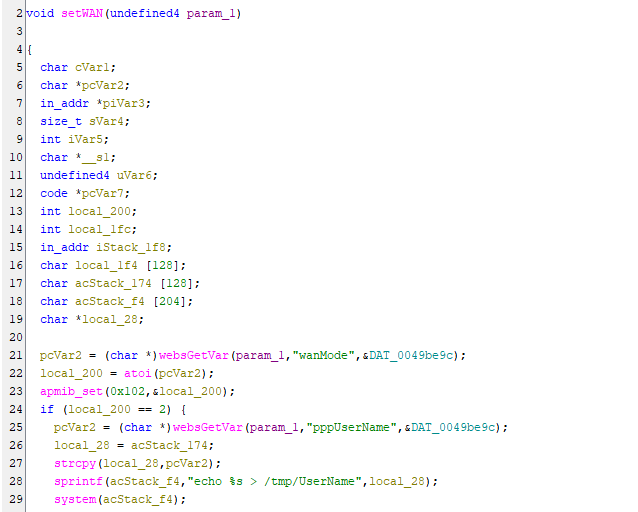 2 void setWAN(undefined4 param_1)
3
4 {
5 char cVar1;
6 char *pcVar2;
7 in_addr *piVar3;
8 size_t sVar4;
9 int iVar5;
10 char *__s1;
11 undefined4 uVar6;
12 code *pcVar7;
13 int local_200;
14 int local_1fc;
15 in_addr iStack_1f8;
16 char local_1f4 [128];
17 char acStack_174 [128];
18 char acStack_f4 [204];
19 char *local_28;
20
21 pcVar2 = (char *)websGetVar(param_1,"wanMode",&DAT_0049be9c);
22 local_200 = atoi(pcVar2);
23 apmib_set(0x102,&local_200);
24 if (local_200 == 2) {
25 pcVar2 = (char *)websGetVar(param_1,"pppUserName",&DAT_0049be9c);
26 local_28 = acStack_174;
27 strcpy(local_28,pcVar2);
28 sprintf(acStack_f4,"echo %s > /tmp/UserName",local_28);
29 system(acStack_f4);